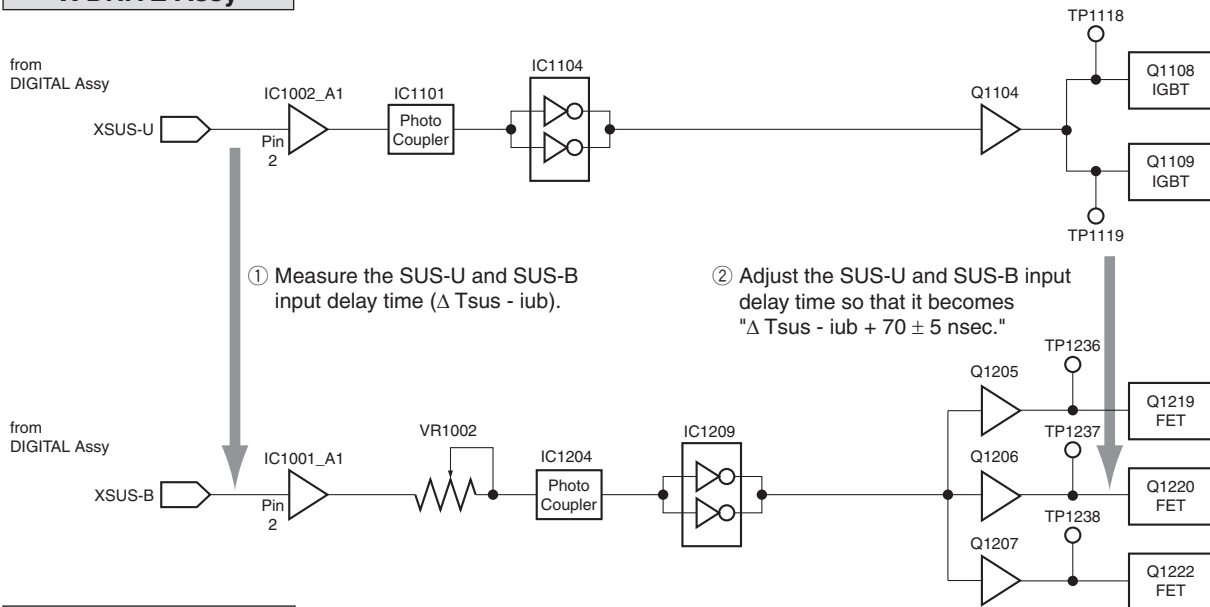 from
DIGITAL Assy
XSUS-U
Pin
2
IC1002_A1
IC1101
Photo
Coupler
IC1104
Q1104
TP1118
Q1108
IGBT
Q1109
IGBT
TP1119
① Measure the SUS-U and SUS-B
input delay time (Δ Tsus - iub).
② Adjust the SUS-U and SUS-B input
delay time so that it becomes
"Δ Tsus - iub + 70 ± 5 nsec."
from
DIGITAL Assy
XSUS-B
Pin
2
IC1001_A1
VR1002
IC1204
Photo
Coupler
IC1209
Q1205
TP1236
Q1219
FET
Q1206
TP1237
Q1220
FET
Q1207
TP1238
Q1222
FET